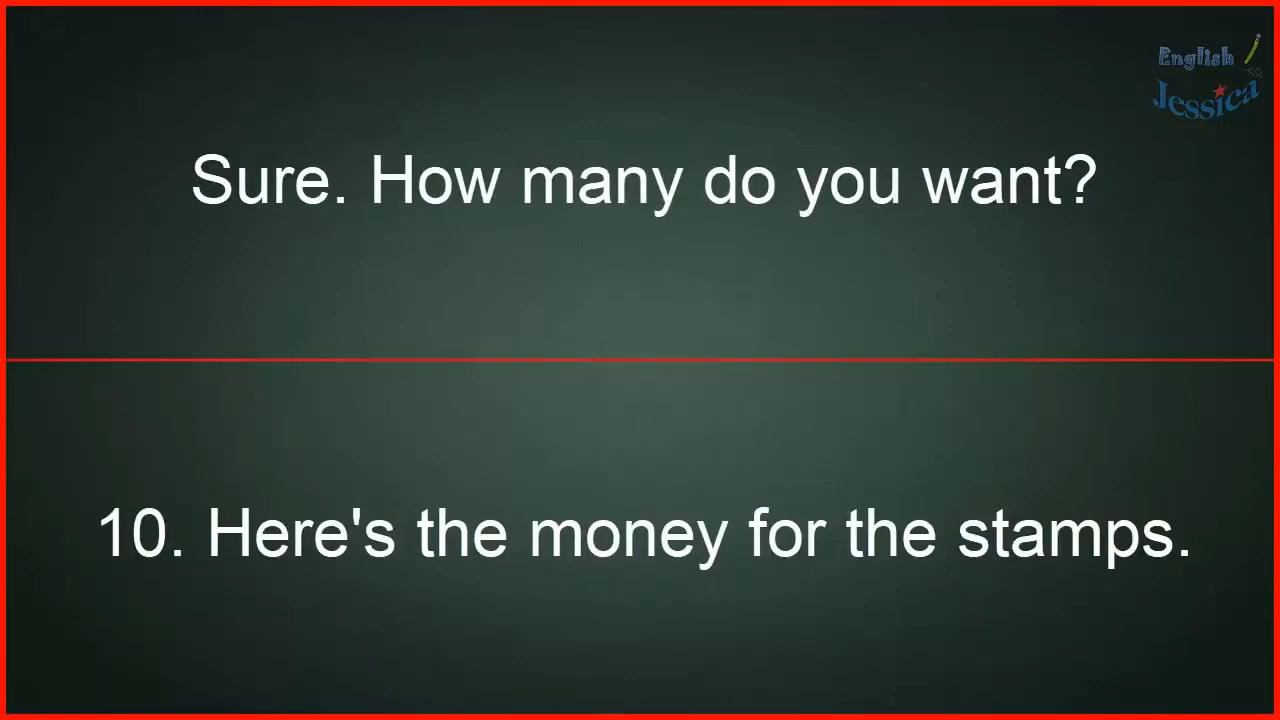 English
Jessica
Sure. How many do you want?
10. Here's the money for the stamps.